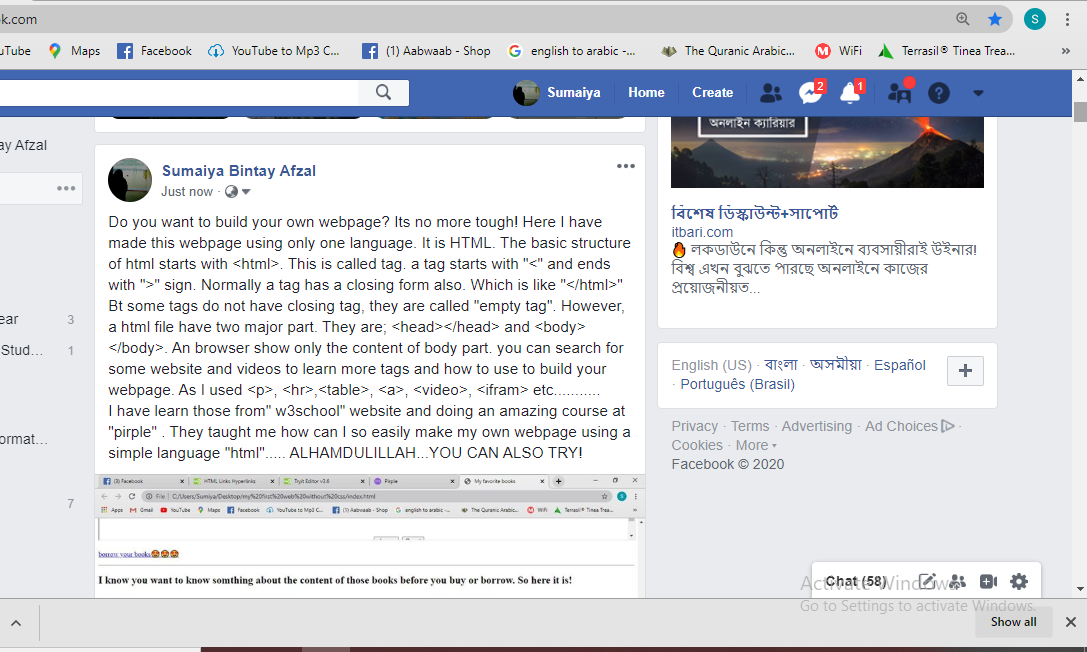 k.com
S
uTube Maps Facebook YouTube to Mp3 C... (1) Aabwaab - Shop english to arabic -... The Quranic Arabic... WiFi Terrasil® Tinea Trea... »
Sumaiya Home Create 2 1
অনলাইন ক্যারিয়ার
ay Afzal
Sumaiya Bintay Afzal
Just now ·
Do you want to build your own webpage? Its no more tough! Here I have
made this webpage using only one language. It is HTML. The basic structure
of html starts with <html>. This is called tag. a tag starts with "<" and ends
with ">" sign. Normally a tag has a closing form also. Which is like "</html>"
Bt some tags do not have closing tag, they are called "empty tag". However,
a html file have two major part. They are; <head></head> and <body>
</body>. An browser show only the content of body part. you can search for
some website and videos to learn more tags and how to use to build your
webpage. As I used <p>, <hr>,<table>, <a>, <video>, <ifram> etc...........
I have learn those from" w3school" website and doing an amazing course at
"pirple" . They taught me how can I so easily make my own webpage using a
simple language "html"..... ALHAMDULILLAH...YOU CAN ALSO TRY!
(3) Facebook HTML Links Hyperlinks Tryit Editor v3.6 Pirple My favorite books
File | C:/Users/Sumiya/Desktop/my%20first%20web%20without%20css/index.html S
Apps Gmail YouTube Maps Facebook YouTube to Mp3 C... (1) Aabwaab - Shop english to arabic -... The Quranic Arabic... WiFi Terrasil® Tinea Trea... »
borrow your books
I know you want to know somthing about the content of those books before you buy or borrow. So here it is!
ear 3
Stud... 1
ormat...
7
বিশেষ ডিস্কাউন্ট+সাপোর্ট
itbari.com
লকডাউনে কিন্তু অনলাইনে ব্যবসায়ীরাই উইনার!
বিশ্ব এখন বুঝতে পারছে অনলাইনে কাজের
প্রয়োজনীয়ত...
English (US) · বাংলা · অসমীয়া · Español
· Português (Brasil)
Privacy · Terms · Advertising · Ad Choices ·
Cookies · More
Facebook © 2020
Chat (58)
Activate Windows
Go to Settings to activate Windows.
Show all